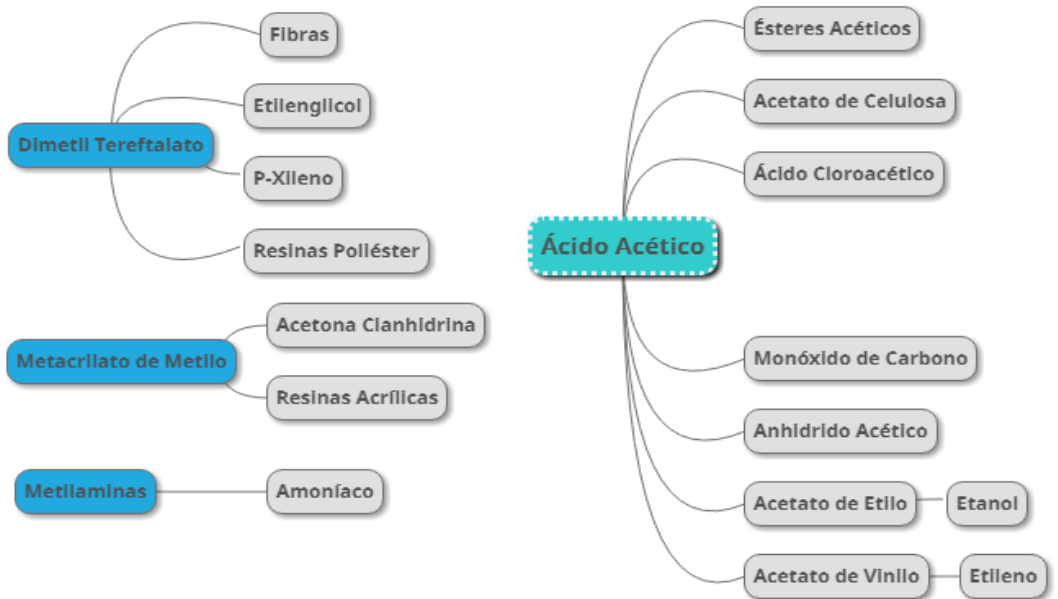 Fibras
Etilenglicol
Dimetil Tereftalato
P-Xileno
Resinas Poliéster
Acetona Cianhidrina
Metacrilato de Metilo
Resinas Acrílicas
Metilaminas
Amoníaco
Ésteres Acéticos
Acetato de Celulosa
Ácido Cloroacético
Ácido Acético
Monóxido de Carbono
Anhidrido Acético
Acetato de Etilo
Etanol
Acetato de Vinilo
Etileno